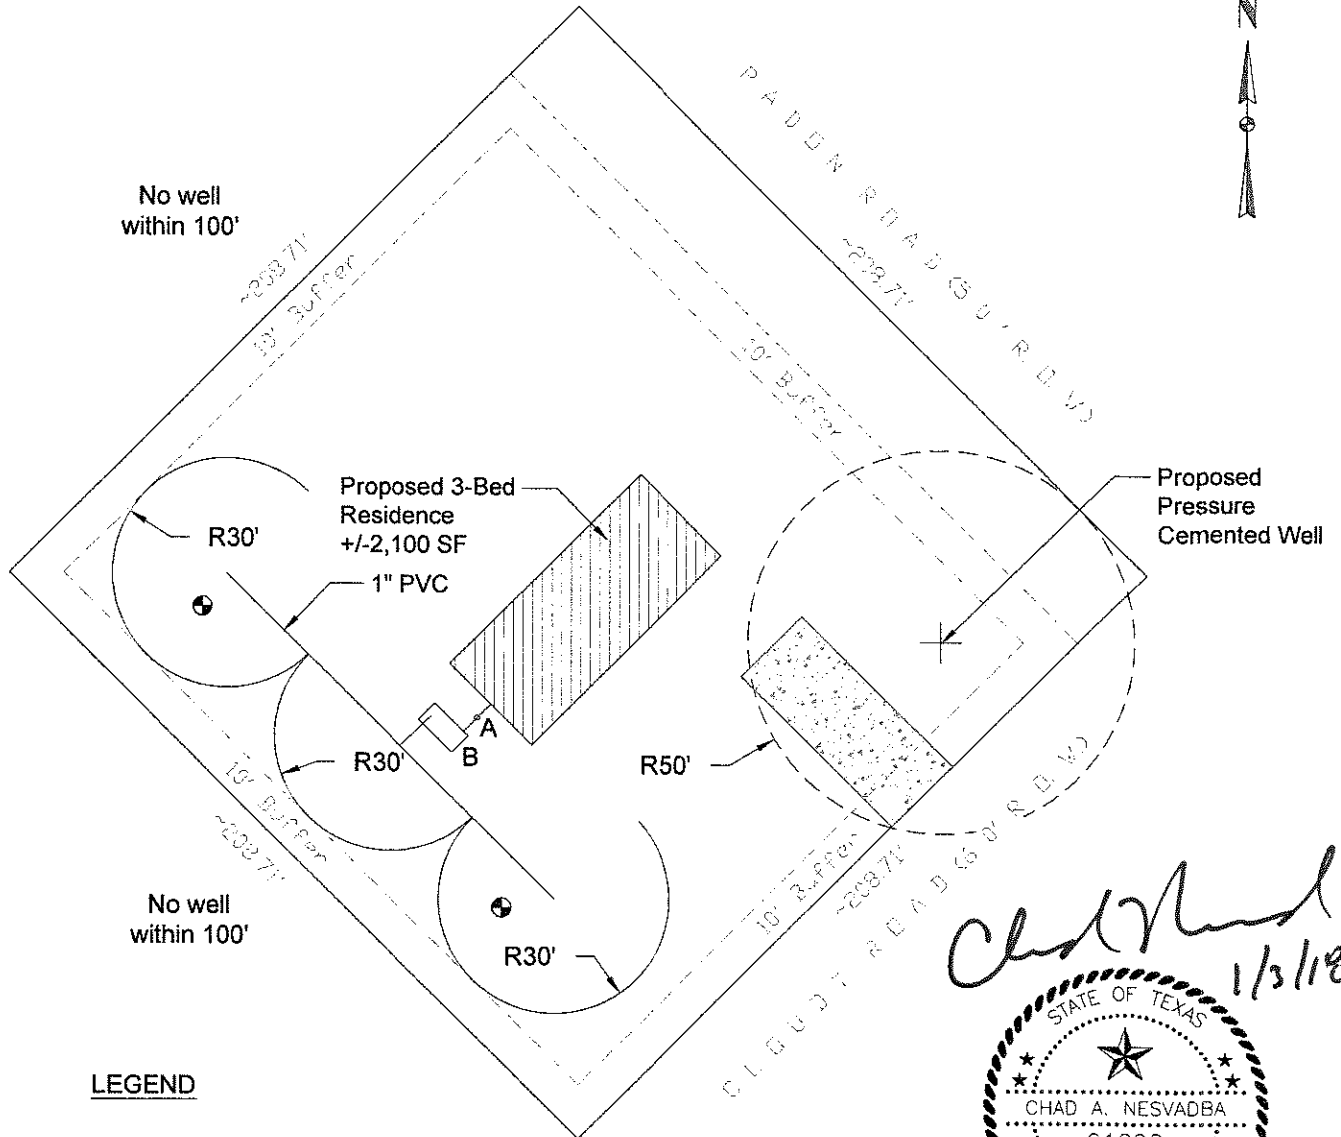 N
PADON ROAD (50' R.O.W)
~208.71'
No well
within 100'
~208.71'
10' Buffer
10' Buffer
Proposed
Pressure
Cemented Well
Proposed 3-Bed
Residence
+/-2,100 SF
R30'
1" PVC
A
B
R30'
R50'
10' Buffer
~208.71'
10' Buffer
~208.71'
CLOUDY ROAD (60' R.O.W)
No well
within 100'
R30'
1/3/18
STATE OF TEXAS
CHAD A. NESVADBA
LEGEND